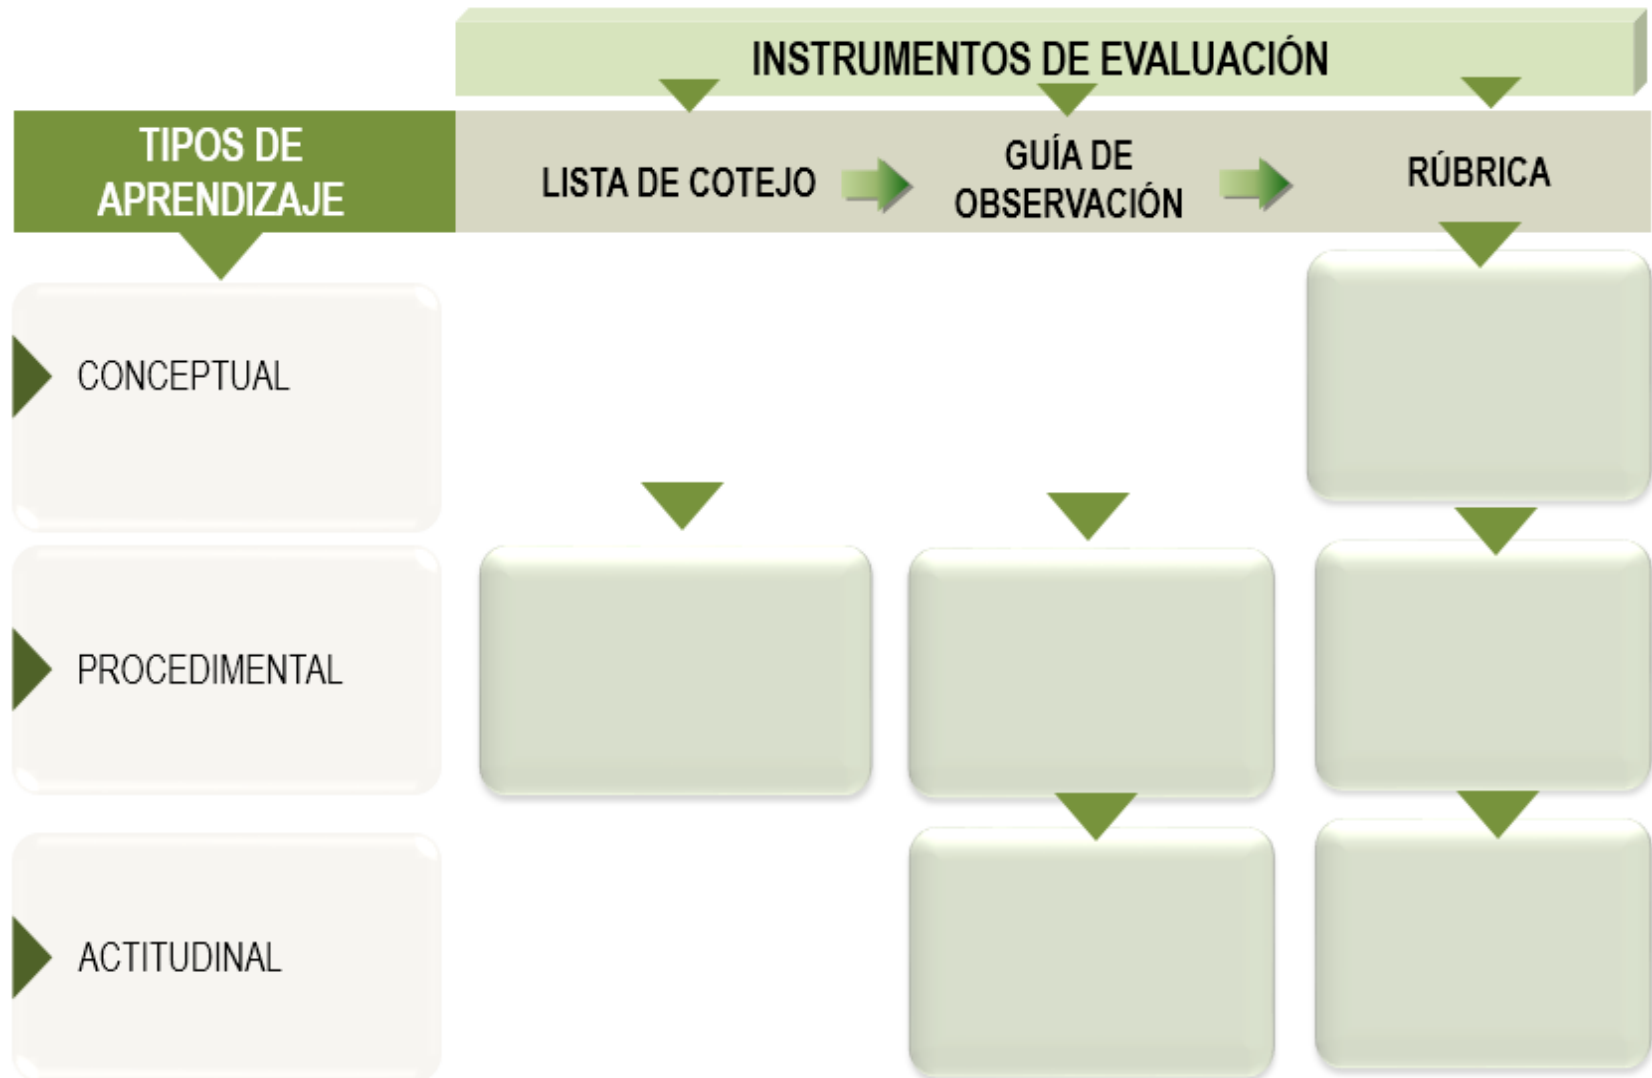 INSTRUMENTOS DE EVALUACIÓN
TIPOS DE
APRENDIZAJE
LISTA DE COTEJO
GUÍA DE
OBSERVACIÓN
RÚBRICA
CONCEPTUAL
PROCEDIMENTAL
ACTITUDINAL